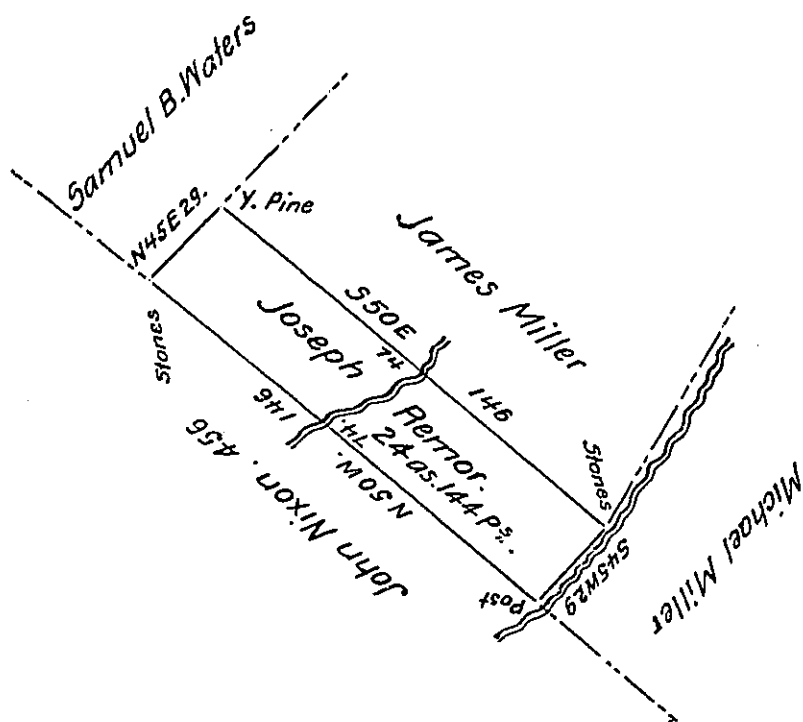 Samuel B. Waters
N45E29.
Y. Pine
James Miller
Stones
S50E
74
146
Joseph
Remor.
24 as. 144 ps.
146
74.
N50W.
John Nixon. 456
Stones
Post
S45W29
Michael Miller